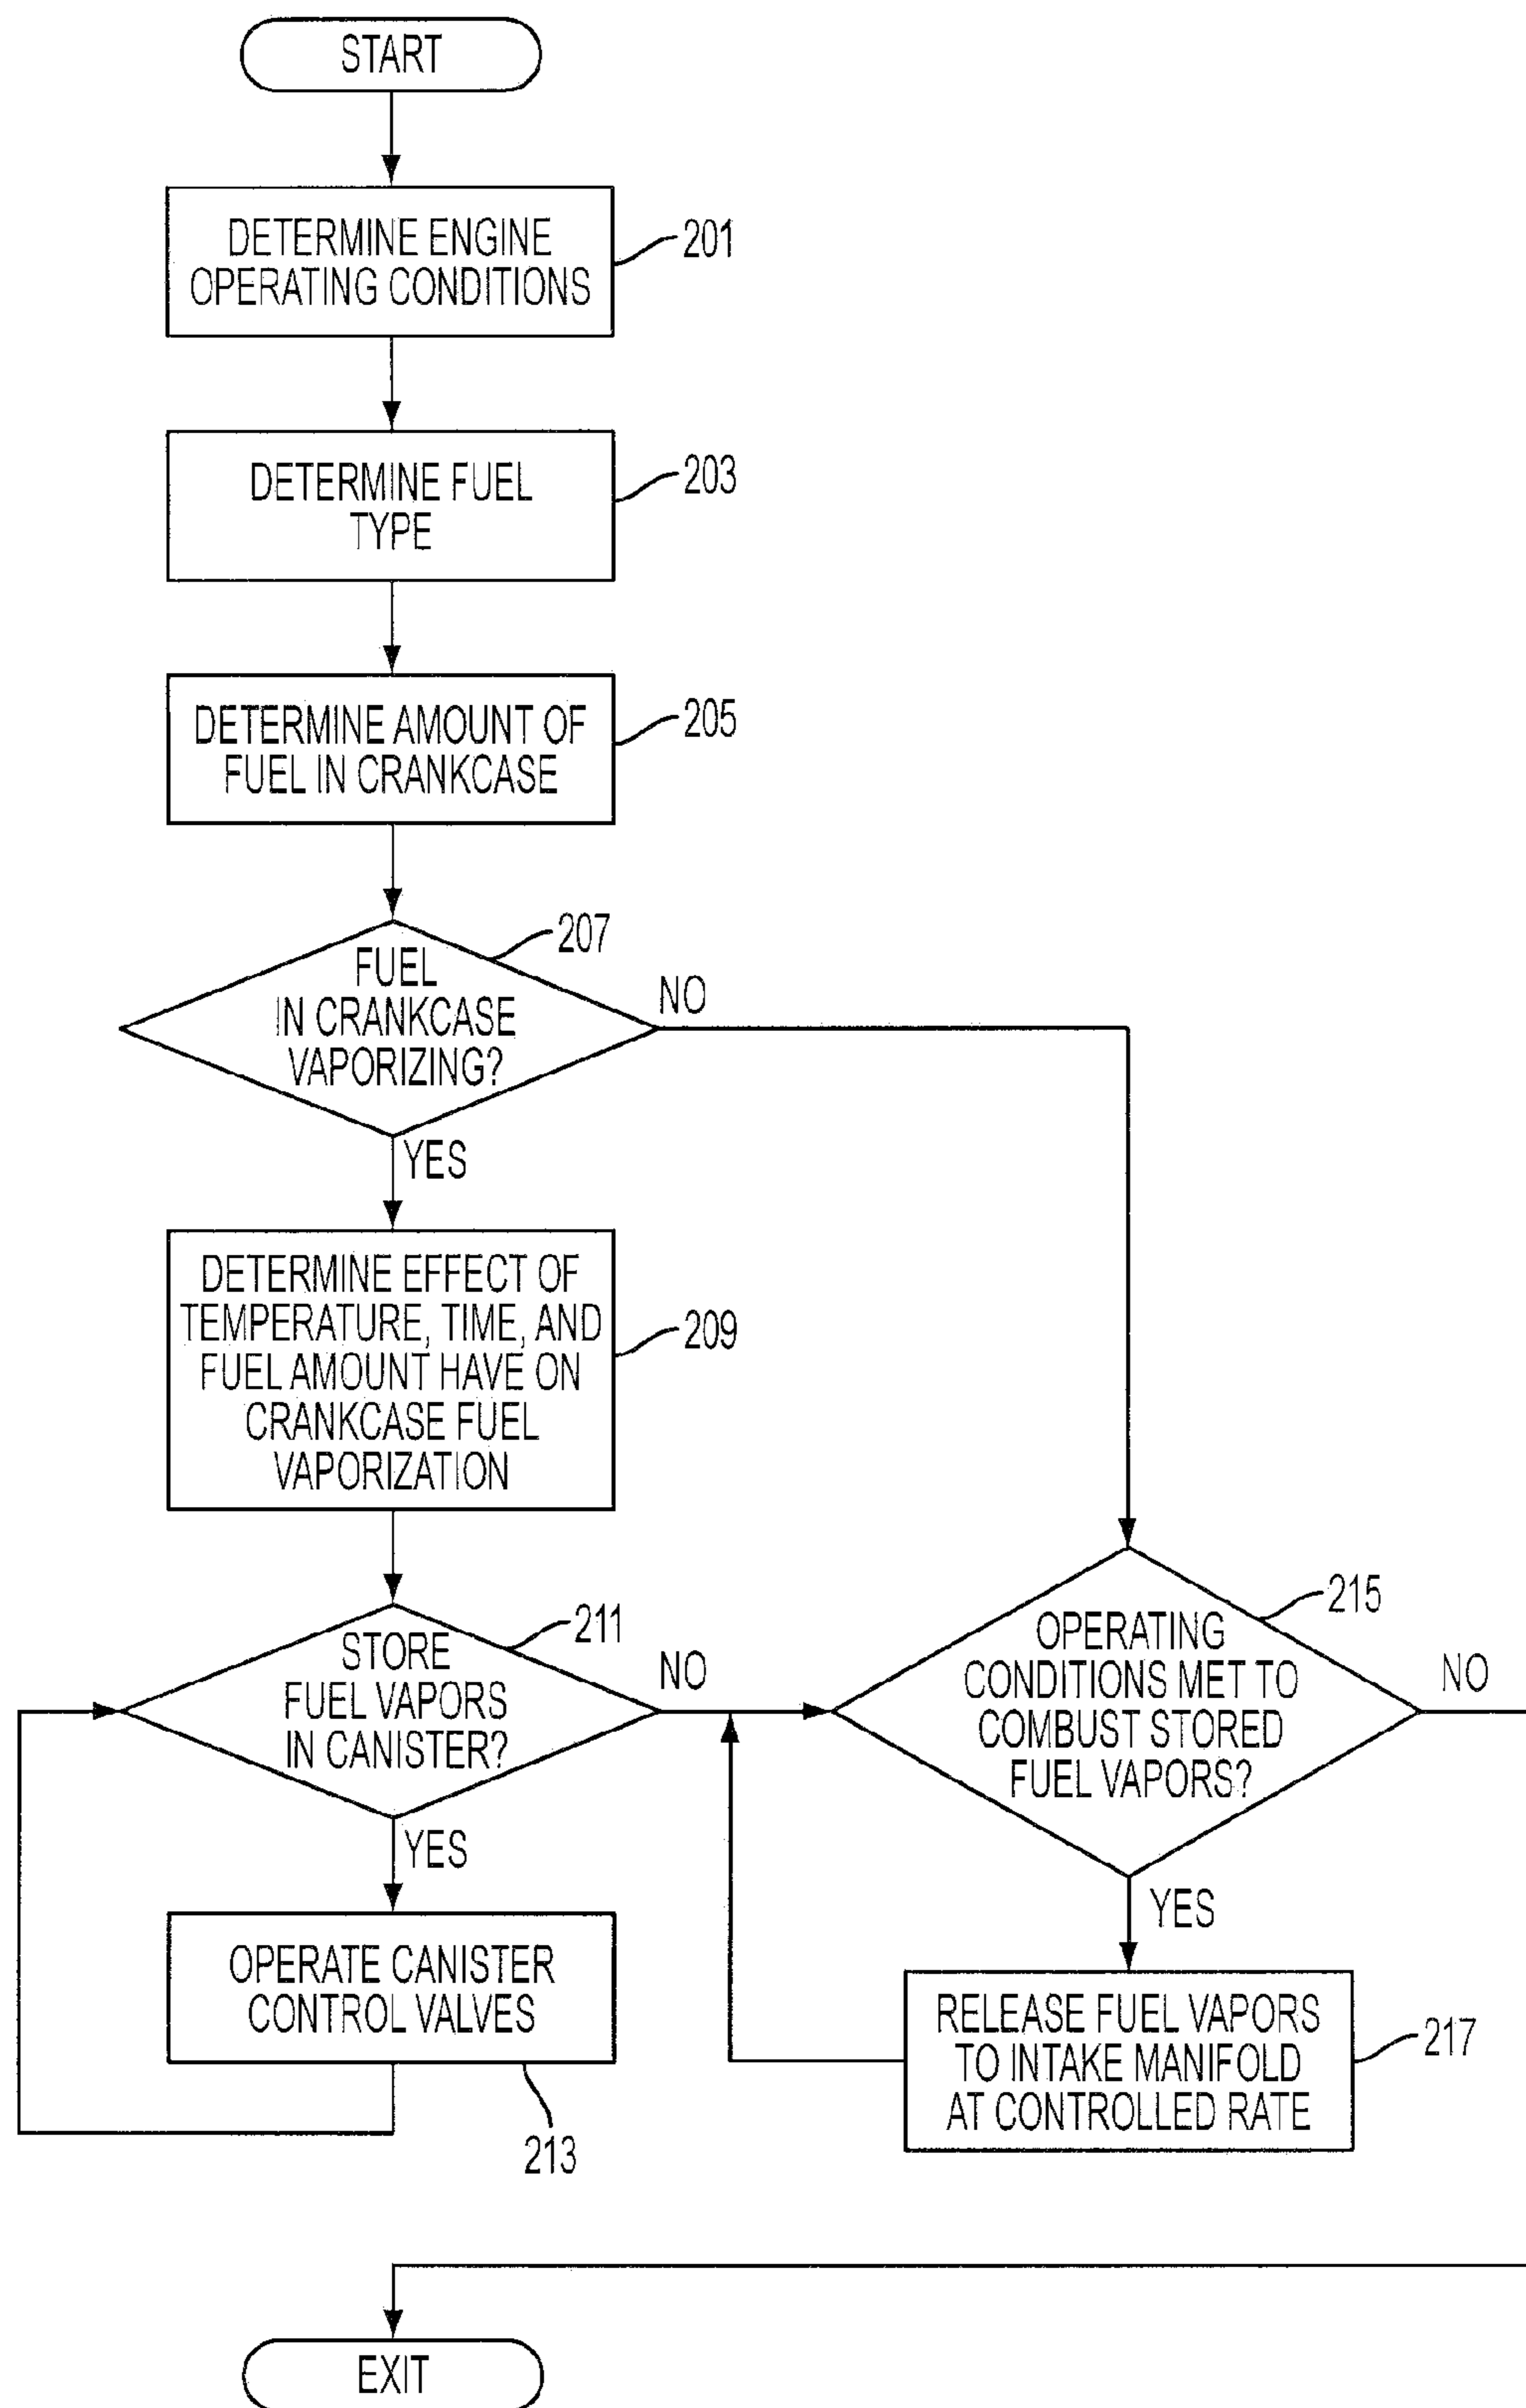 START
DETERMINE ENGINE
OPERATING CONDITIONS
201
DETERMINE FUEL
TYPE
203
DETERMINE AMOUNT OF
FUEL IN CRANKCASE
205
207
FUEL
IN CRANKCASE
VAPORIZING?
NO
YES
DETERMINE EFFECT OF
TEMPERATURE, TIME, AND
FUEL AMOUNT HAVE ON
CRANKCASE FUEL
VAPORIZATION
209
211
STORE
FUEL VAPORS
IN CANISTER?
NO
YES
OPERATE CANISTER
CONTROL VALVES
213
215
OPERATING
CONDITIONS MET TO
COMBUST STORED
FUEL VAPORS?
NO
YES
RELEASE FUEL VAPORS
TO INTAKE MANIFOLD
AT CONTROLLED RATE
217
EXIT